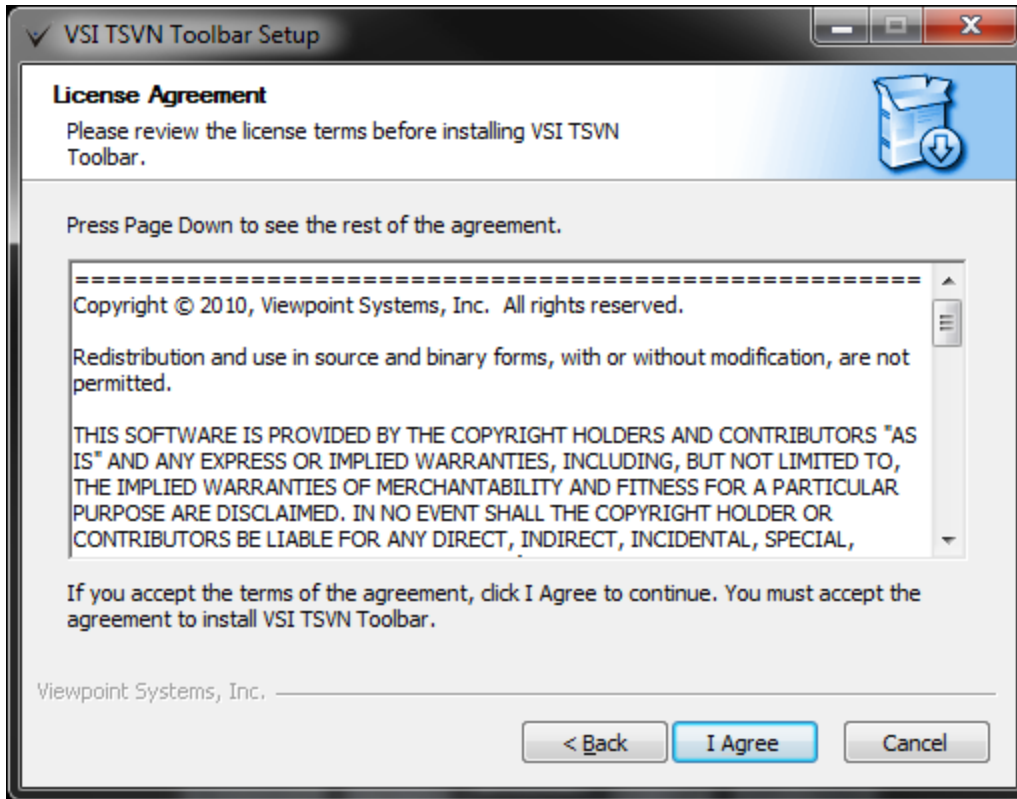 VSI TSVN Toolbar Setup
License Agreement
Please review the license terms before installing VSI TSVN
Toolbar.
Press Page Down to see the rest of the agreement.
=====================================================
Copyright © 2010, Viewpoint Systems, Inc.  All rights reserved.
Redistribution and use in source and binary forms, with or without modification, are not
permitted.
THIS SOFTWARE IS PROVIDED BY THE COPYRIGHT HOLDERS AND CONTRIBUTORS "AS
IS" AND ANY EXPRESS OR IMPLIED WARRANTIES, INCLUDING, BUT NOT LIMITED TO,
THE IMPLIED WARRANTIES OF MERCHANTABILITY AND FITNESS FOR A PARTICULAR
PURPOSE ARE DISCLAIMED. IN NO EVENT SHALL THE COPYRIGHT HOLDER OR
CONTRIBUTORS BE LIABLE FOR ANY DIRECT, INDIRECT, INCIDENTAL, SPECIAL,
If you accept the terms of the agreement, click I Agree to continue. You must accept the
agreement to install VSI TSVN Toolbar.
Viewpoint Systems, Inc.
< Back
I Agree
Cancel